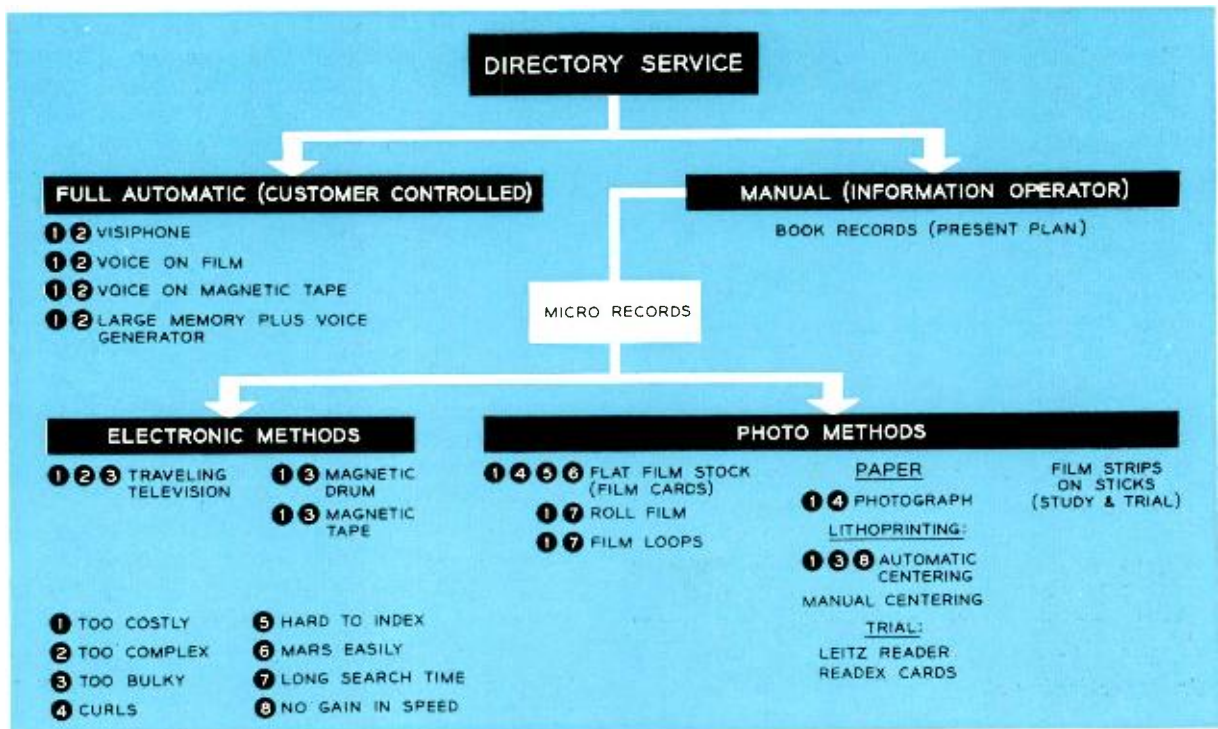 DIRECTORY SERVICE
FULL AUTOMATIC (CUSTOMER CONTROLLED)
1 2 VISIPHONE
1 2 VOICE ON FILM
1 2 VOICE ON MAGNETIC TAPE
1 2 LARGE MEMORY PLUS VOICE
GENERATOR
MANUAL (INFORMATION OPERATOR)
BOOK RECORDS (PRESENT PLAN)
MICRO RECORDS
ELECTRONIC METHODS
1 2 3 TRAVELING
TELEVISION
1 3 MAGNETIC
DRUM
1 3 MAGNETIC
TAPE
PHOTO METHODS
1 4 5 6 FLAT FILM STOCK
(FILM CARDS)
1 7 ROLL FILM
1 7 FILM LOOPS
PAPER
1 4 PHOTOGRAPH
LITHOPRINTING:
1 3 8 AUTOMATIC
CENTERING
MANUAL CENTERING
TRIAL:
LEITZ READER
READEX CARDS
FILM STRIPS
ON STICKS
(STUDY & TRIAL)
1 TOO COSTLY
2 TOO COMPLEX
3 TOO BULKY
4 CURLS
5 HARD TO INDEX
6 MARS EASILY
7 LONG SEARCH TIME
8 NO GAIN IN SPEED